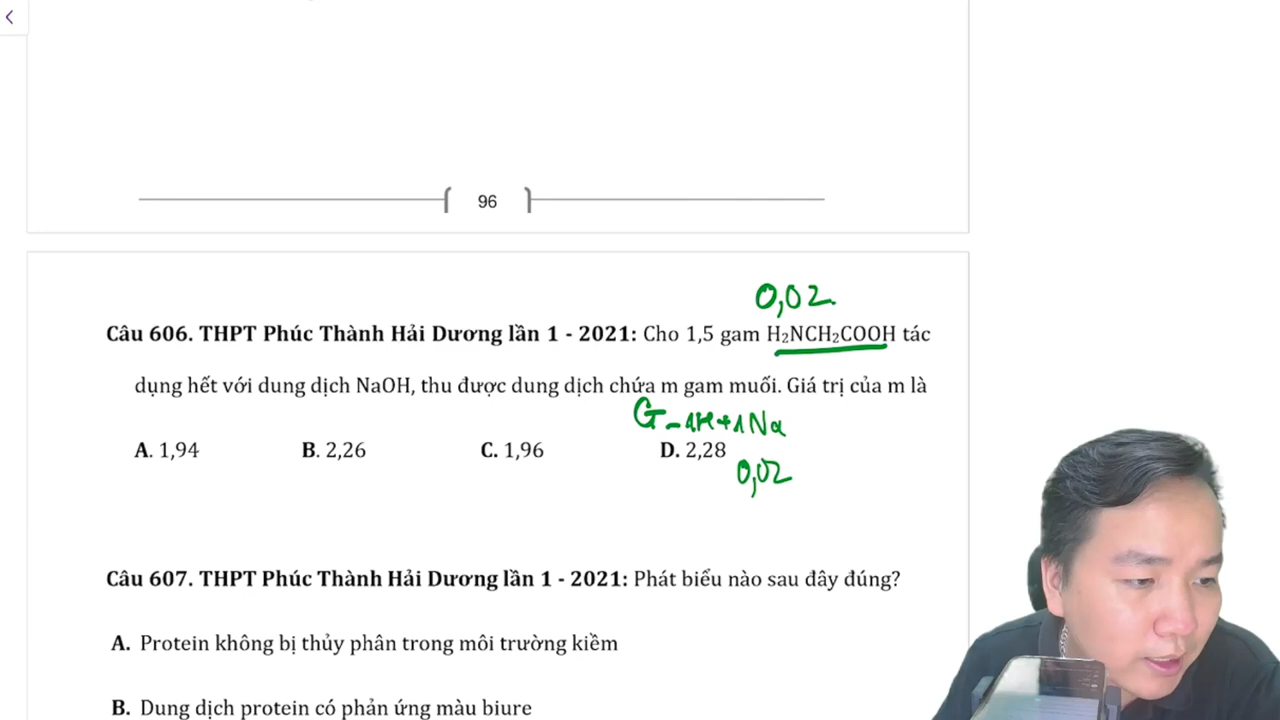 96
0,02
Câu 606. THPT Phúc Thành Hải Dương lần 1 - 2021: Cho 1,5 gam H₂NCH₂COOH tác
dụng hết với dung dịch NaOH, thu được dung dịch chứa m gam muối. Giá trị của m là
G-1H+1Na
A. 1,94 B. 2,26 C. 1,96 D. 2,28
0,02
Câu 607. THPT Phúc Thành Hải Dương lần 1 - 2021: Phát biểu nào sau đây đúng?
A. Protein không bị thủy phân trong môi trường kiềm
B. Dung dịch protein có phản ứng màu biure